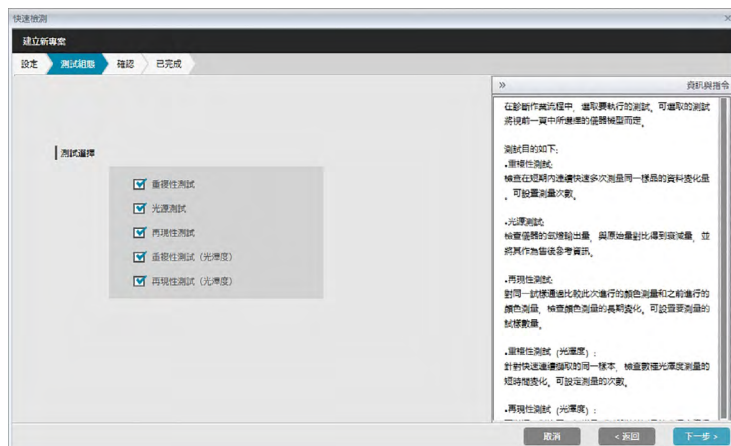 快速檢測
建立新專案
設定 測試組態 確認 已完成
» 資訊與指令
測試選擇
重複性測試
光源測試
再現性測試
重複性測試（光澤度）
再現性測試（光澤度）
在診斷作業流程中，選取要執行的測試。可選取的測試
將視前一頁中所選擇的儀器機型而定。
測試目的如下：
•重複性測試:
檢查在短期內連續快速多次測量同一樣品的資料變化量
。可設置測量次數。
•光源測試:
檢查儀器的氙燈輸出量，與原始量對比得到衰減量，並
將其作為售後參考資訊。
•再現性測試:
對同一試樣通過比較此次進行的顏色測量和之前進行的
顏色測量，檢查顏色測量的長期變化。可設置要測量的
試樣數量。
•重複性測試（光澤度）:
針對快速連續擷取的同一樣本，檢查數種光澤度測量的
短時間變化。可設定測量的次數。
•再現性測試（光澤度）:
取消 < 返回 下一步 >